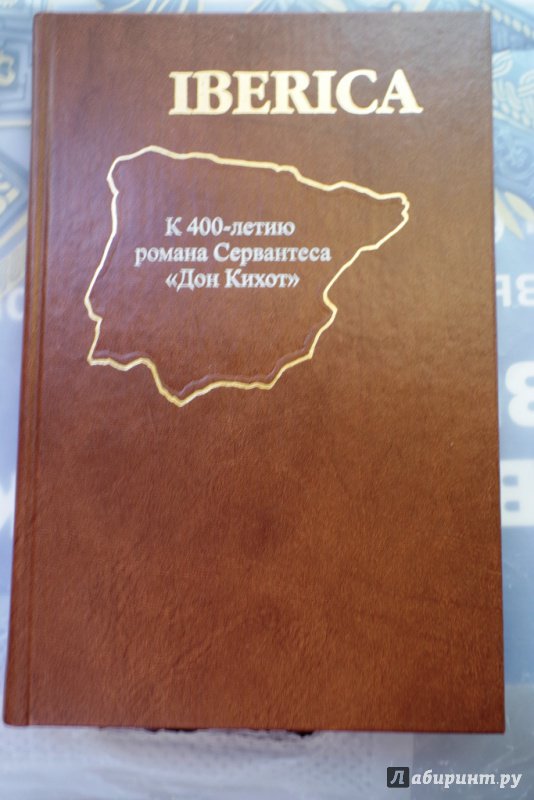 IBERICA
К 400-летию
романа Сервантеса
«Дон Кихот»
Лабиринт.ру